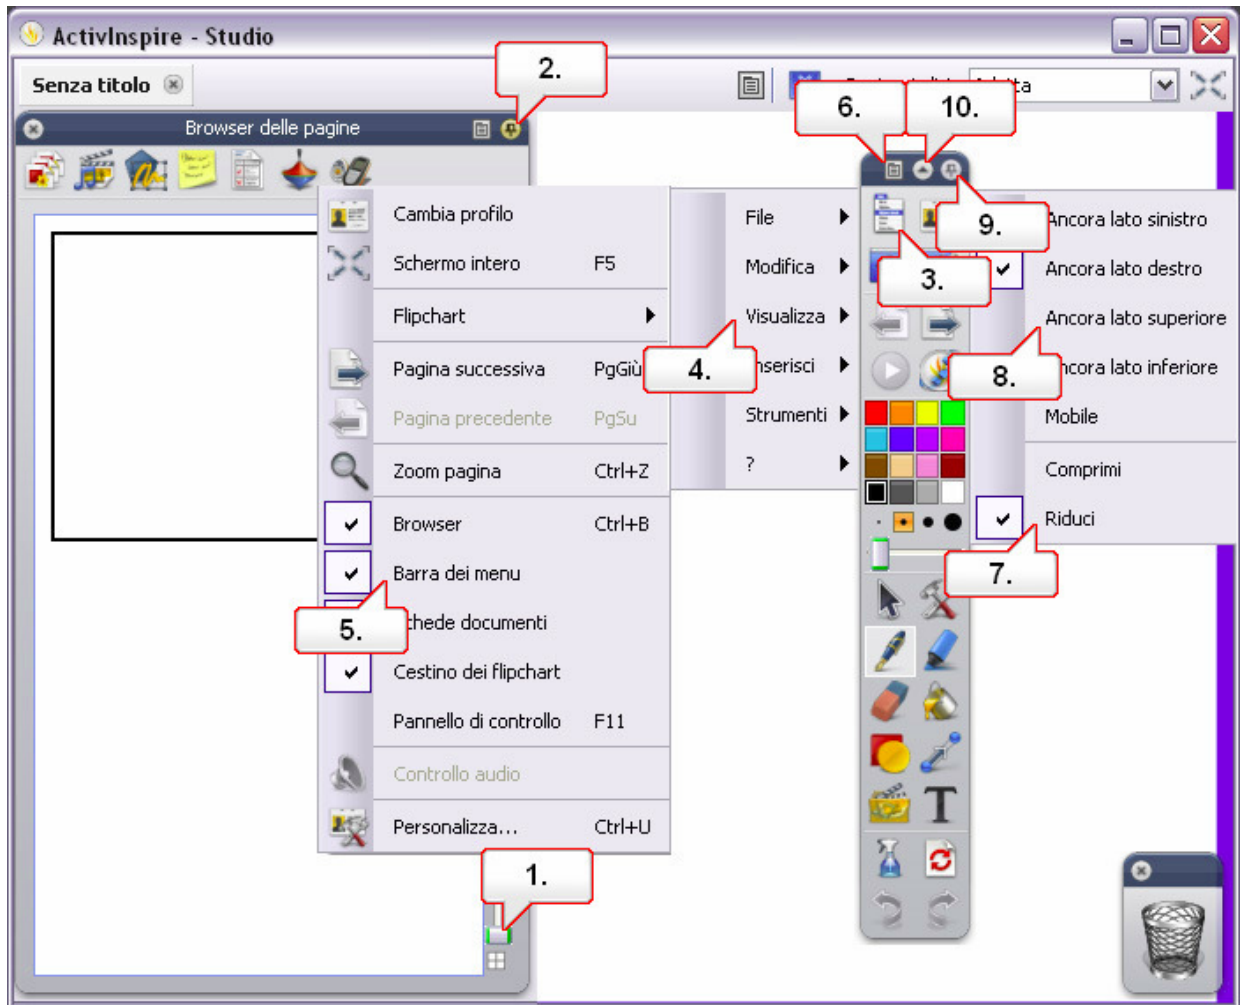 ActivInspire - Studio
2.
Senza titolo
6.
10.
Browser delle pagine
Cambia profilo
Schermo intero F5
Flipchart
Pagina successiva PgGiù
Pagina precedente PgSu
Zoom pagina Ctrl+Z
Browser Ctrl+B
Barra dei menu
documenti
Cestino dei flipchart
Pannello di controllo F11
Controllo audio
Personalizza... Ctrl+U
File
Modifica
Visualizza
Inserisci
Strumenti
?
9.
3.
4.
8.
5.
7.
1.
Ancora lato sinistro
Ancora lato destro
Ancora lato superiore
Ancora lato inferiore
Mobile
Comprimi
Riduci
T